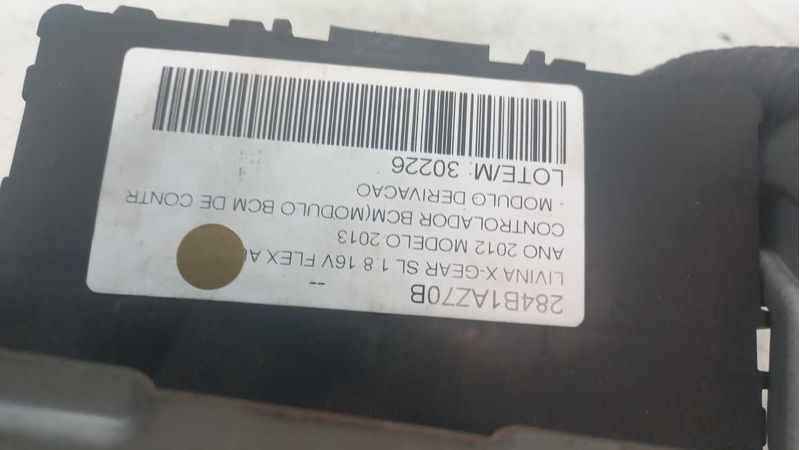 284B1AZ70B
--
LIVINA X-GEAR SL 1.8 16V FLEX
ANO 2012 MODELO 2013
CONTROLADOR BCM(MODULO BCM DE CONTR
- MODULO DERIVACAO
LOTE/M: 30226